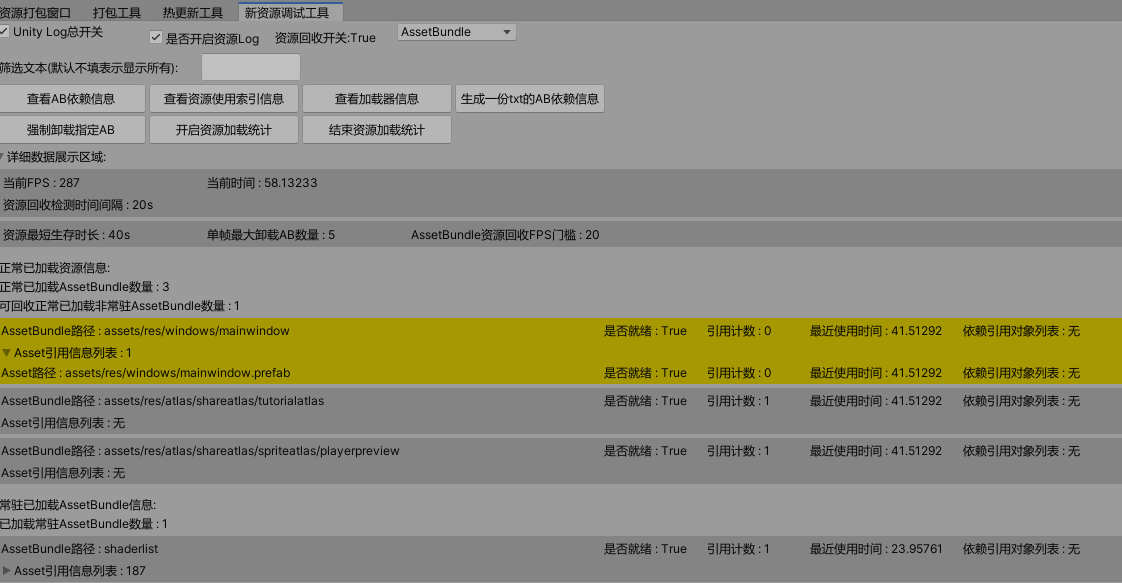 资源打包窗口 打包工具 热更新工具 新资源调试工具
Unity Log总开关 是否开启资源Log 资源回收开关:True AssetBundle
筛选文本(默认不填表示显示所有):
查看AB依赖信息 查看资源使用索引信息 查看加载器信息 生成一份txt的AB依赖信息
强制卸载指定AB 开启资源加载统计 结束资源加载统计
详细数据展示区域:
当前FPS : 287 当前时间 : 58.13233
资源回收检测时间间隔 : 20s
资源最短生存时长 : 40s 单帧最大卸载AB数量 : 5 AssetBundle资源回收FPS门槛 : 20
正常已加载资源信息:
正常已加载AssetBundle数量 : 3
可回收正常已加载非常驻AssetBundle数量 : 1
AssetBundle路径 : assets/res/windows/mainwindow 是否就绪 : True 引用计数 : 0 最近使用时间 : 41.51292 依赖引用对象列表 : 无
Asset引用信息列表 : 1
Asset路径 : assets/res/windows/mainwindow.prefab 是否就绪 : True 引用计数 : 0 最近使用时间 : 41.51292 依赖引用对象列表 : 无
AssetBundle路径 : assets/res/atlas/shareatlas/tutorialatlas 是否就绪 : True 引用计数 : 1 最近使用时间 : 41.51292 依赖引用对象列表 : 无
Asset引用信息列表 : 无
AssetBundle路径 : assets/res/atlas/shareatlas/spriteatlas/playerpreview 是否就绪 : True 引用计数 : 1 最近使用时间 : 41.51292 依赖引用对象列表 : 无
Asset引用信息列表 : 无
常驻已加载AssetBundle信息:
已加载常驻AssetBundle数量 : 1
AssetBundle路径 : shaderlist 是否就绪 : True 引用计数 : 1 最近使用时间 : 23.95761 依赖引用对象列表 : 无
Asset引用信息列表 : 187